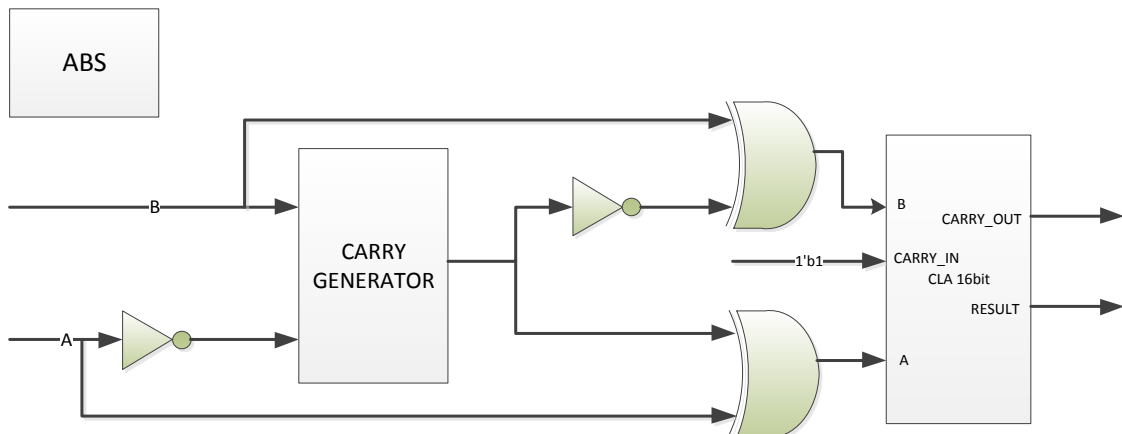 ABS
B
CARRY
GENERATOR
A
1'b1
B
CARRY_OUT
CARRY_IN
CLA 16bit
RESULT
A